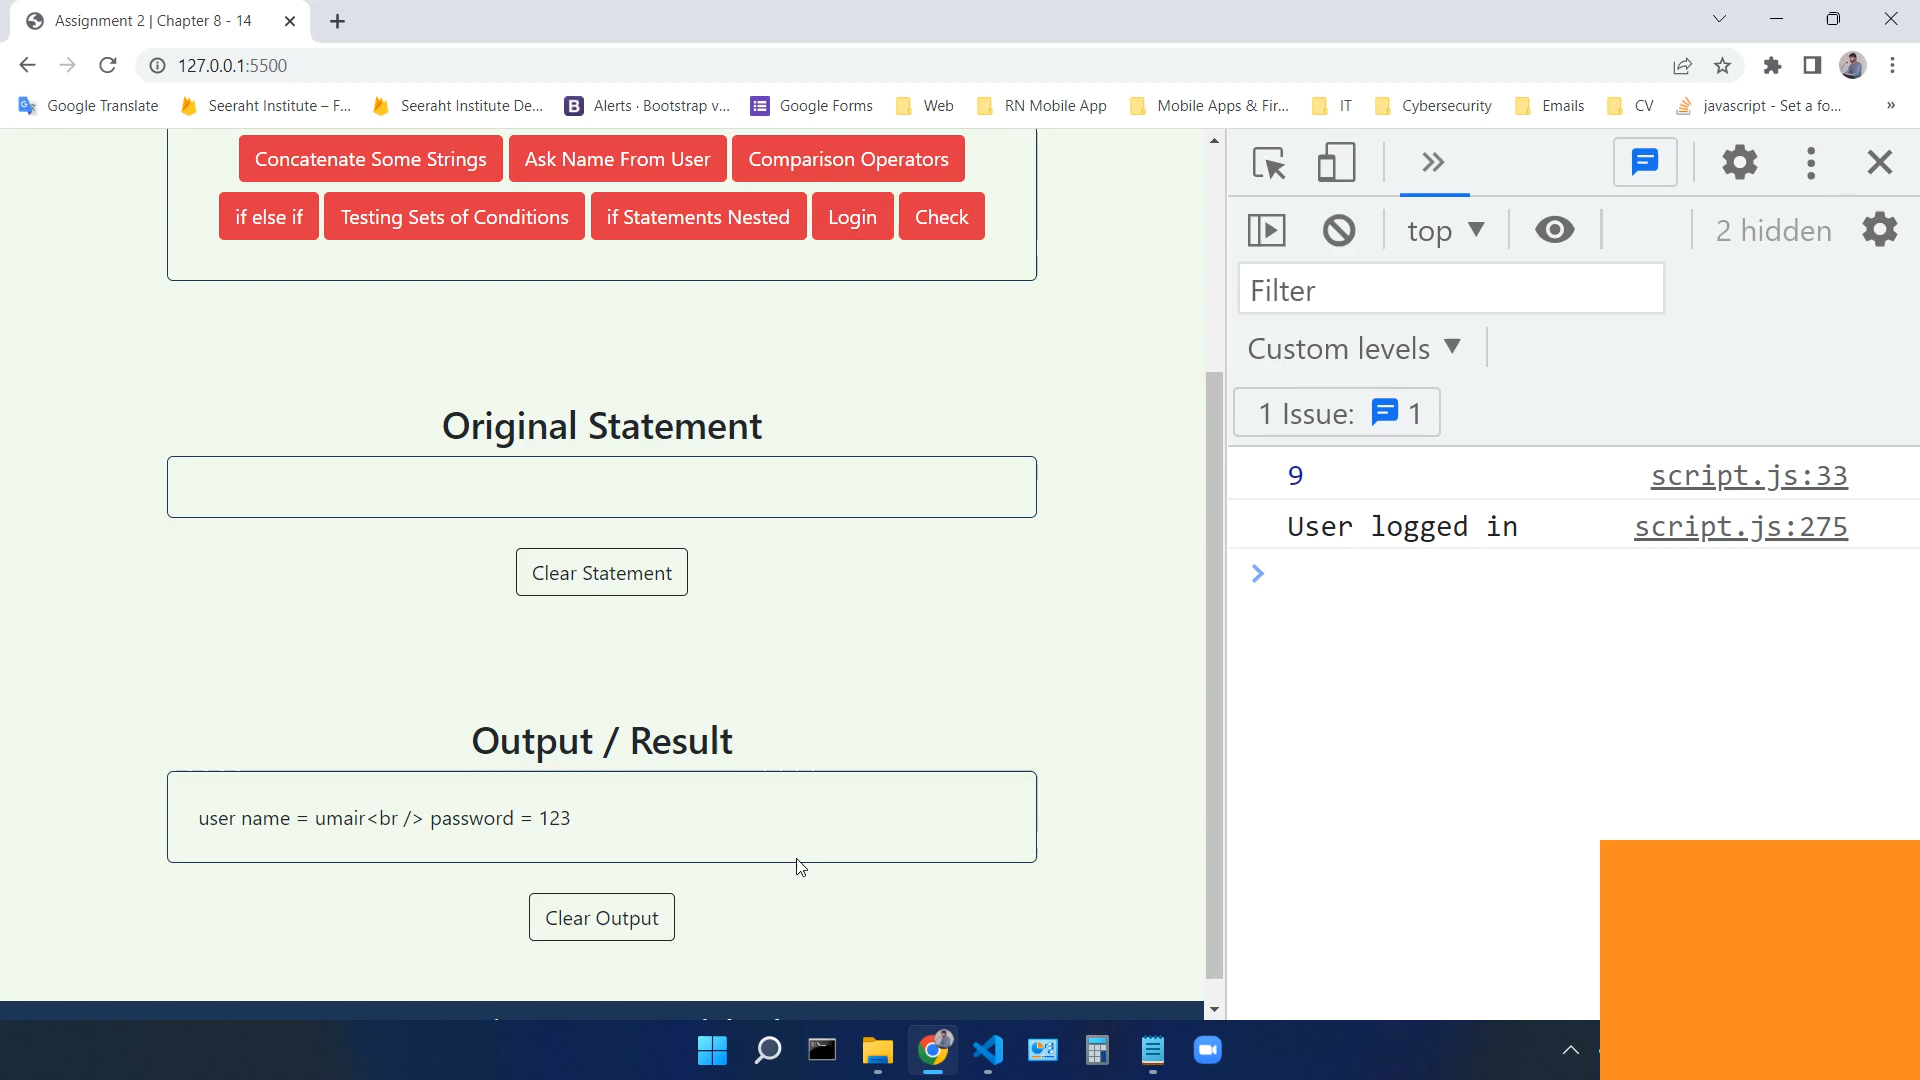 Assignment 2 | Chapter 8 - 14
127.0.0.1:5500
Google Translate
Seeraht Institute – F...
Seeraht Institute De...
Alerts · Bootstrap v...
Google Forms
Web
RN Mobile App
Mobile Apps & Fir...
IT
Cybersecurity
Emails
CV
javascript - Set a fo...
»
Concatenate Some Strings
Ask Name From User
Comparison Operators
if else if
Testing Sets of Conditions
if Statements Nested
Login
Check
Original Statement
Clear Statement
Output / Result
user name = umair<br /> password = 123
Clear Output
top
2 hidden
Filter
Custom levels
1 Issue: 1
9 script.js:33
User logged in script.js:275